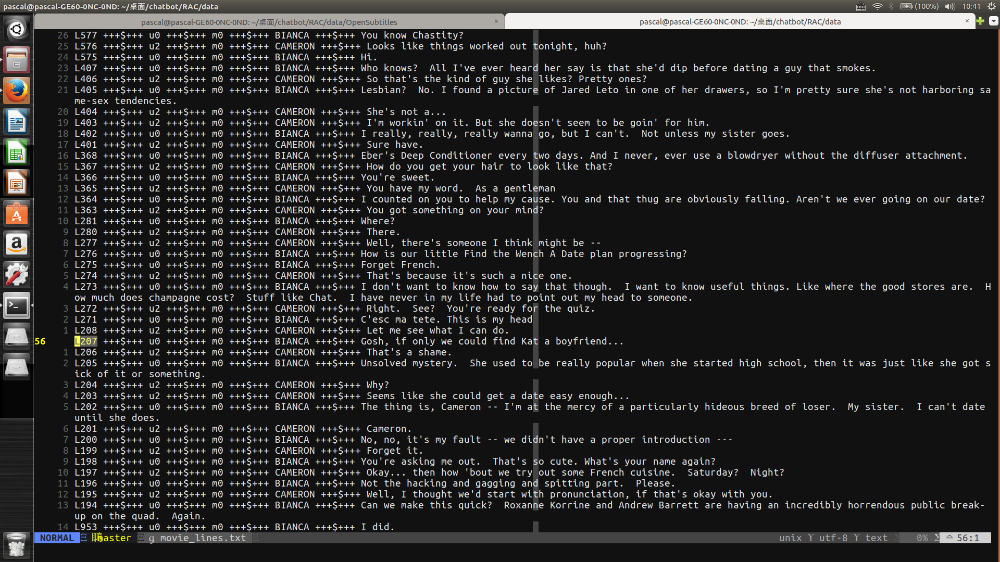 pascal@pascal-GE60-0NC-0ND: ~/桌面/chatbot/RAC/data
(100%)
10:41
pascal@pascal-GE60-0NC-0ND: ~/桌面/chatbot/RAC/data/OpenSubtitles ×
pascal@pascal-GE60-0NC-0ND: ~/桌面/chatbot/RAC/data ×
26 L577 +++$+++ u0 +++$+++ m0 +++$+++ BIANCA +++$+++ You know Chastity?
25 L576 +++$+++ u2 +++$+++ m0 +++$+++ CAMERON +++$+++ Looks like things worked out tonight, huh?
24 L575 +++$+++ u0 +++$+++ m0 +++$+++ BIANCA +++$+++ Hi.
23 L407 +++$+++ u0 +++$+++ m0 +++$+++ BIANCA +++$+++ Who knows?  All I've ever heard her say is that she'd dip before dating a guy that smokes.
22 L406 +++$+++ u2 +++$+++ m0 +++$+++ CAMERON +++$+++ So that's the kind of guy she likes? Pretty ones?
21 L405 +++$+++ u0 +++$+++ m0 +++$+++ BIANCA +++$+++ Lesbian?  No. I found a picture of Jared Leto in one of her drawers, so I'm pretty sure she's not harboring sa
me-sex tendencies.
20 L404 +++$+++ u2 +++$+++ m0 +++$+++ CAMERON +++$+++ She's not a...
19 L403 +++$+++ u2 +++$+++ m0 +++$+++ CAMERON +++$+++ I'm workin' on it. But she doesn't seem to be goin' for him.
18 L402 +++$+++ u0 +++$+++ m0 +++$+++ BIANCA +++$+++ I really, really, really wanna go, but I can't.  Not unless my sister goes.
17 L401 +++$+++ u2 +++$+++ m0 +++$+++ CAMERON +++$+++ Sure have.
16 L368 +++$+++ u0 +++$+++ m0 +++$+++ BIANCA +++$+++ Eber's Deep Conditioner every two days. And I never, ever use a blowdryer without the diffuser attachment.
15 L367 +++$+++ u2 +++$+++ m0 +++$+++ CAMERON +++$+++ How do you get your hair to look like that?
14 L366 +++$+++ u0 +++$+++ m0 +++$+++ BIANCA +++$+++ You're sweet.
13 L365 +++$+++ u2 +++$+++ m0 +++$+++ CAMERON +++$+++ You have my word.  As a gentleman
12 L364 +++$+++ u0 +++$+++ m0 +++$+++ BIANCA +++$+++ I counted on you to help my cause. You and that thug are obviously failing. Aren't we ever going on our date?
11 L363 +++$+++ u2 +++$+++ m0 +++$+++ CAMERON +++$+++ You got something on your mind?
10 L281 +++$+++ u0 +++$+++ m0 +++$+++ BIANCA +++$+++ Where?
9 L280 +++$+++ u2 +++$+++ m0 +++$+++ CAMERON +++$+++ There.
8 L277 +++$+++ u2 +++$+++ m0 +++$+++ CAMERON +++$+++ Well, there's someone I think might be --
7 L276 +++$+++ u0 +++$+++ m0 +++$+++ BIANCA +++$+++ How is our little Find the Wench A Date plan progressing?
6 L275 +++$+++ u0 +++$+++ m0 +++$+++ BIANCA +++$+++ Forget French.
5 L274 +++$+++ u2 +++$+++ m0 +++$+++ CAMERON +++$+++ That's because it's such a nice one.
4 L273 +++$+++ u0 +++$+++ m0 +++$+++ BIANCA +++$+++ I don't want to know how to say that though.  I want to know useful things. Like where the good stores are.  H
ow much does champagne cost?  Stuff like Chat.  I have never in my life had to point out my head to someone.
3 L272 +++$+++ u2 +++$+++ m0 +++$+++ CAMERON +++$+++ Right.  See?  You're ready for the quiz.
2 L271 +++$+++ u0 +++$+++ m0 +++$+++ BIANCA +++$+++ C'esc ma tete. This is my head
1 L208 +++$+++ u2 +++$+++ m0 +++$+++ CAMERON +++$+++ Let me see what I can do.
56 L207 +++$+++ u0 +++$+++ m0 +++$+++ BIANCA +++$+++ Gosh, if only we could find Kat a boyfriend...
1 L206 +++$+++ u2 +++$+++ m0 +++$+++ CAMERON +++$+++ That's a shame.
2 L205 +++$+++ u0 +++$+++ m0 +++$+++ BIANCA +++$+++ Unsolved mystery.  She used to be really popular when she started high school, then it was just like she got s
ick of it or something.
3 L204 +++$+++ u2 +++$+++ m0 +++$+++ CAMERON +++$+++ Why?
4 L203 +++$+++ u2 +++$+++ m0 +++$+++ CAMERON +++$+++ Seems like she could get a date easy enough...
5 L202 +++$+++ u0 +++$+++ m0 +++$+++ BIANCA +++$+++ The thing is, Cameron -- I'm at the mercy of a particularly hideous breed of loser.  My sister.  I can't date
until she does.
6 L201 +++$+++ u2 +++$+++ m0 +++$+++ CAMERON +++$+++ Cameron.
7 L200 +++$+++ u0 +++$+++ m0 +++$+++ BIANCA +++$+++ No, no, it's my fault -- we didn't have a proper introduction ---
8 L199 +++$+++ u2 +++$+++ m0 +++$+++ CAMERON +++$+++ Forget it.
9 L198 +++$+++ u0 +++$+++ m0 +++$+++ BIANCA +++$+++ You're asking me out.  That's so cute. What's your name again?
10 L197 +++$+++ u2 +++$+++ m0 +++$+++ CAMERON +++$+++ Okay... then how 'bout we try out some French cuisine.  Saturday?  Night?
11 L196 +++$+++ u0 +++$+++ m0 +++$+++ BIANCA +++$+++ Not the hacking and gagging and spitting part.  Please.
12 L195 +++$+++ u2 +++$+++ m0 +++$+++ CAMERON +++$+++ Well, I thought we'd start with pronunciation, if that's okay with you.
13 L194 +++$+++ u0 +++$+++ m0 +++$+++ BIANCA +++$+++ Can we make this quick?  Roxanne Korrine and Andrew Barrett are having an incredibly horrendous public break-
up on the quad.  Again.
14 L953 +++$+++ u0 +++$+++ m0 +++$+++ BIANCA +++$+++ I did.
NORMAL master movie_lines.txt unix utf-8 text 0% 56:1